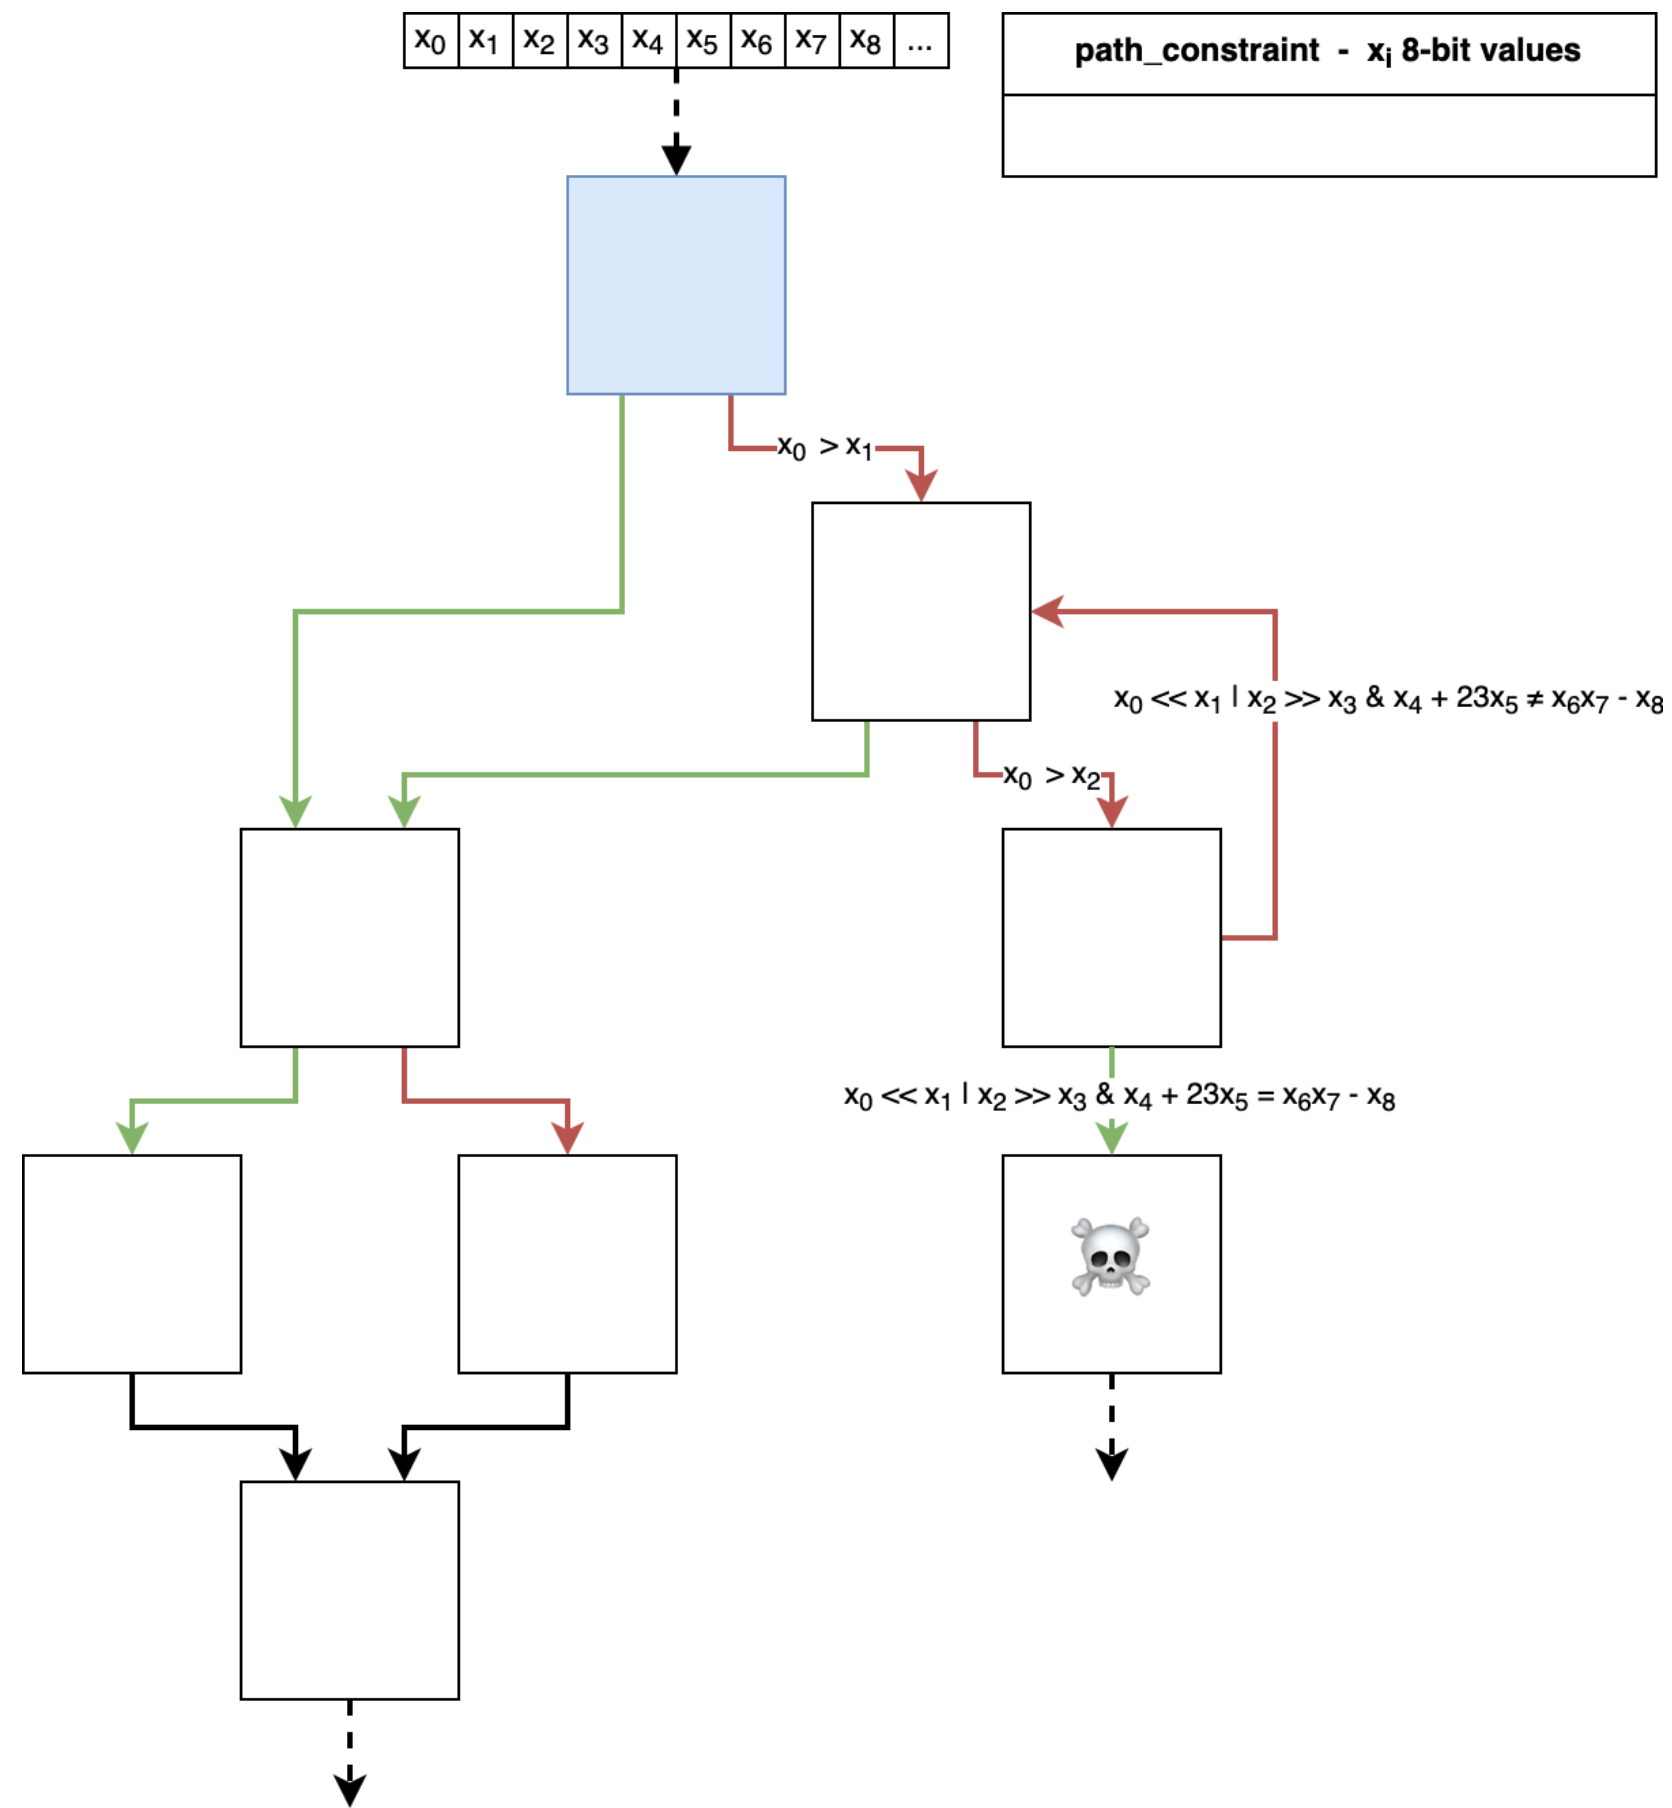 x₀ x₁ x₂ x₃ x₄ x₅ x₆ x₇ x₈ ...
path_constraint - xᵢ 8-bit values
x₀ > x₁
x₀ << x₁ | x₂ >> x₃ & x₄ + 23x₅ ≠ x₆x₇ - x₈
x₀ > x₂
x₀ << x₁ | x₂ >> x₃ & x₄ + 23x₅ = x₆x₇ - x₈